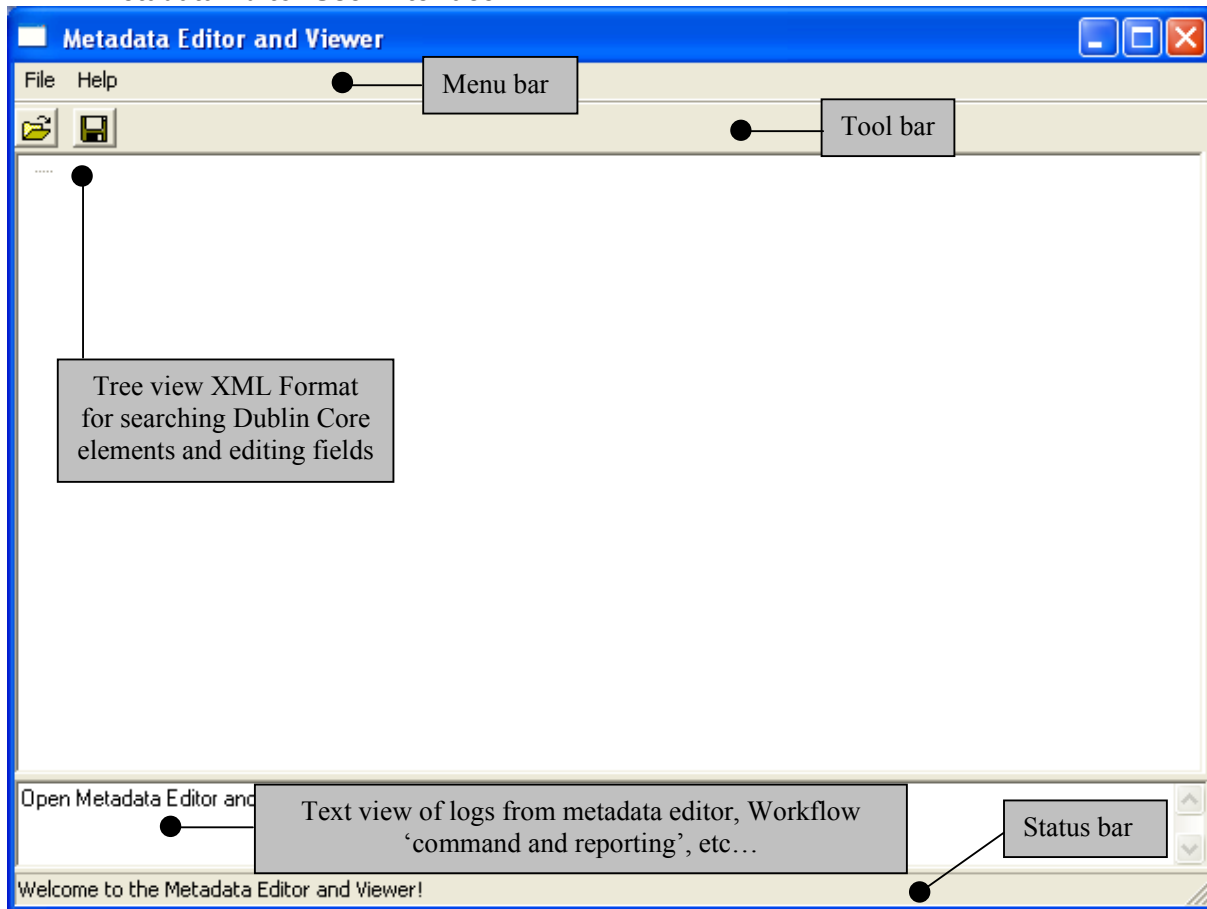 Metadata Editor and Viewer
File Help
Menu bar
Tool bar
Tree view XML Format
for searching Dublin Core
elements and editing fields
Open Metadata Editor and
Text view of logs from metadata editor, Workflow
‘command and reporting’, etc…
Status bar
Welcome to the Metadata Editor and Viewer!